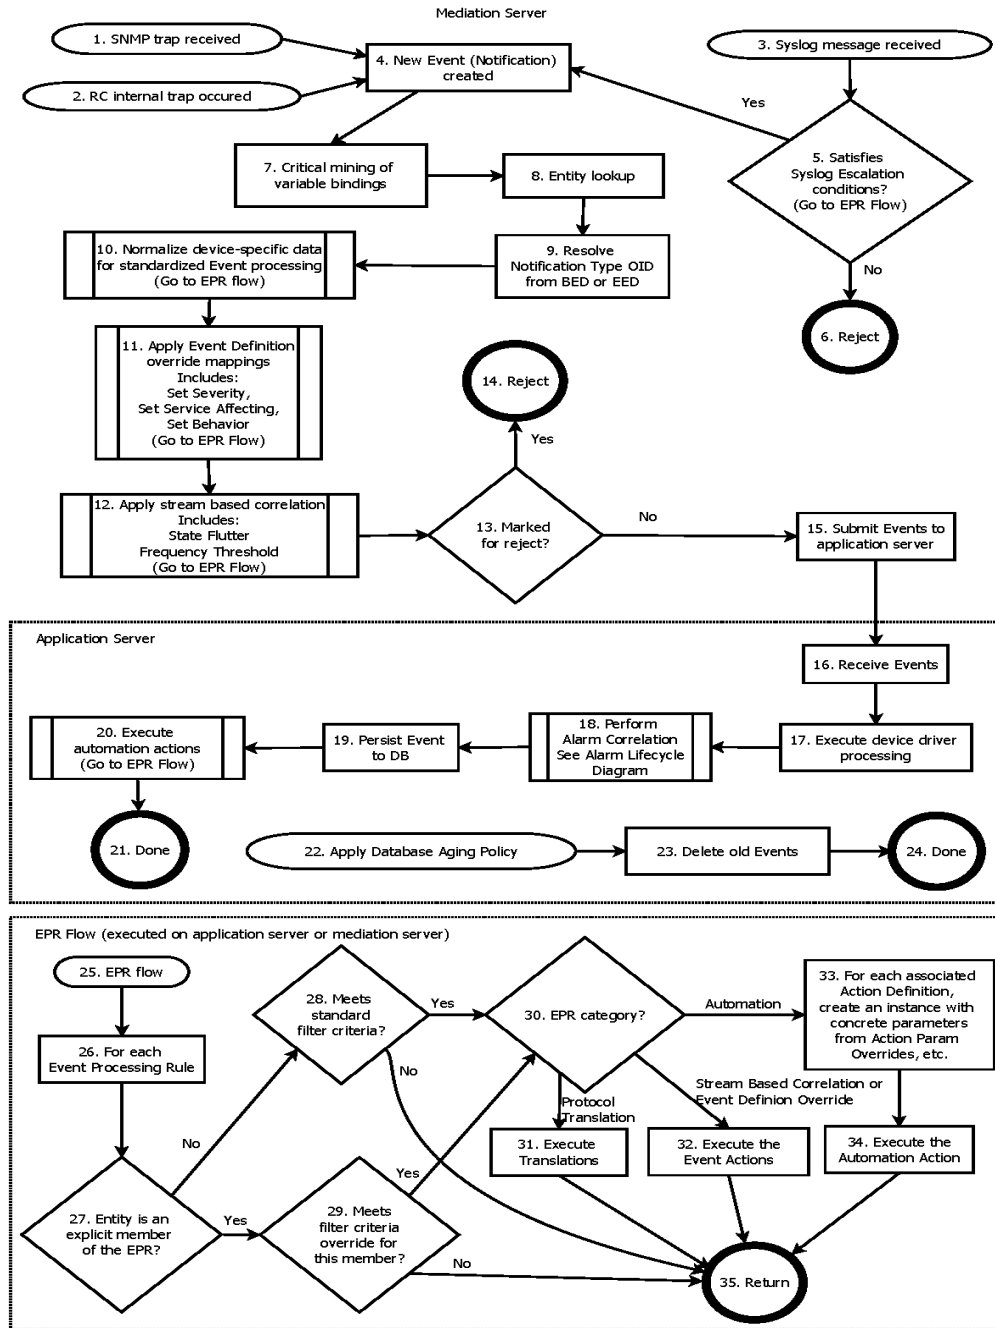 Mediation Server
1. SNMP trap received
2. RC internal trap occured
3. Syslog message received
4. New Event (Notification)
created
Yes
5. Satisfies
Syslog Escalation
conditions?
(Go to EPR Flow)
No
6. Reject
7. Critical mining of
variable bindings
8. Entity lookup
9. Resolve
Notification Type OID
from BED or EED
10. Normalize device-specific data
for standardized Event processing
(Go to EPR flow)
11. Apply Event Definition
override mappings
Includes:
Set Severity,
Set Service Affecting,
Set Behavior
(Go to EPR Flow)
12. Apply stream based correlation
Includes:
State Flutter
Frequency Threshold
(Go to EPR Flow)
13. Marked
for reject?
Yes
14. Reject
No
15. Submit Events to
application server
Application Server
16. Receive Events
17. Execute device driver
processing
18. Perform
Alarm Correlation
See Alarm Lifecycle
Diagram
19. Persist Event
to DB
20. Execute
automation actions
(Go to EPR Flow)
21. Done
22. Apply Database Aging Policy
23. Delete old Events
24. Done
EPR Flow (executed on application server or mediation server)
25. EPR flow
26. For each
Event Processing Rule
27. Entity is an
explicit member
of the EPR?
No
Yes
28. Meets
standard
filter criteria?
Yes
No
29. Meets
filter criteria
override for
this member?
Yes
No
30. EPR category?
Automation
Protocol
Translation
Stream Based Correlation or
Event Definion Override
31. Execute
Translations
32. Execute the
Event Actions
33. For each associated
Action Definition,
create an instance with
concrete parameters
from Action Param
Overrides, etc.
34. Execute the
Automation Action
35. Return